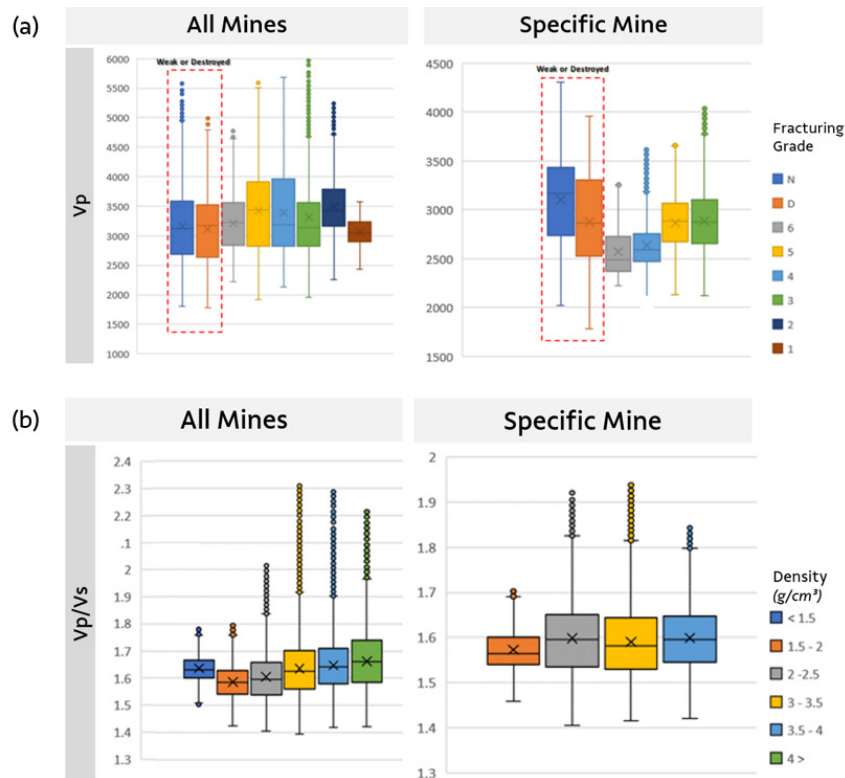 (a)
All Mines
Specific Mine
Vp
Weak or Destroyed
6000
5500
5000
4500
4000
3500
3000
2500
2000
1500
1000
Weak or Destroyed
4500
4000
3500
3000
2500
2000
1500
Fracturing
Grade
N
D
6
5
4
3
2
1
(b)
All Mines
Specific Mine
Vp/Vs
2.4
2.3
2.2
.1
2
1.9
1.8
1.7
1.6
1.5
1.4
1.3
2
1.9
1.8
1.7
1.6
1.5
1.4
1.3
Density
(g/cm³)
< 1.5
1.5 - 2
2 -2.5
3 - 3.5
3.5 - 4
4 >